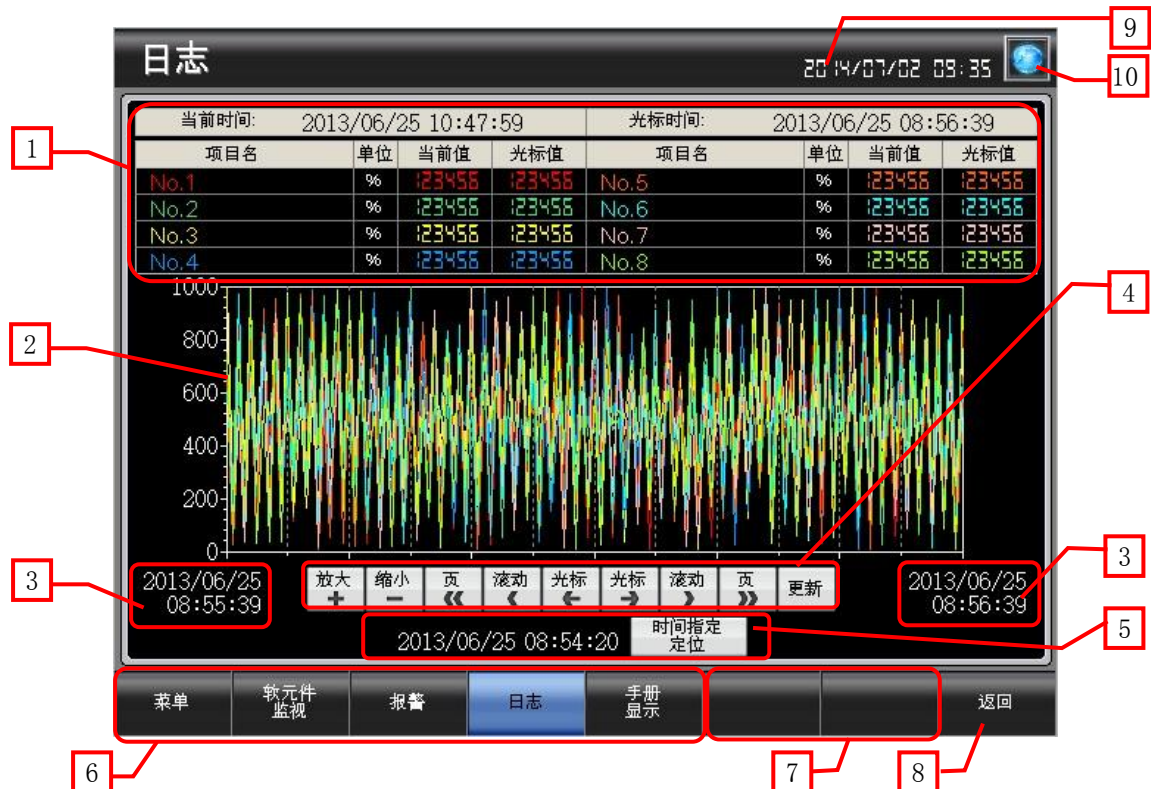 9
日志
2014/07/02 09:35
10
1
当前时间: 2013/06/25 10:47:59 光标时间: 2013/06/25 08:56:39
项目名 单位 当前值 光标值 项目名 单位 当前值 光标值
No.1 % 123456 123456 No.5 % 123456 123456
No.2 % 123456 123456 No.6 % 123456 123456
No.3 % 123456 123456 No.7 % 123456 123456
No.4 % 123456 123456 No.8 % 123456 123456
4
2
1000
800
600
400
200
0
3
2013/06/25
08:55:39
放大 缩小 页 滚动 光标 光标 滚动 页 更新
+ − 《 〈 ← → 〉 》
2013/06/25
08:56:39
3
2013/06/25 08:54:20
时间指定
定位
5
菜单
软元件
监视
报警
日志
手册
显示
返回
6
7
8